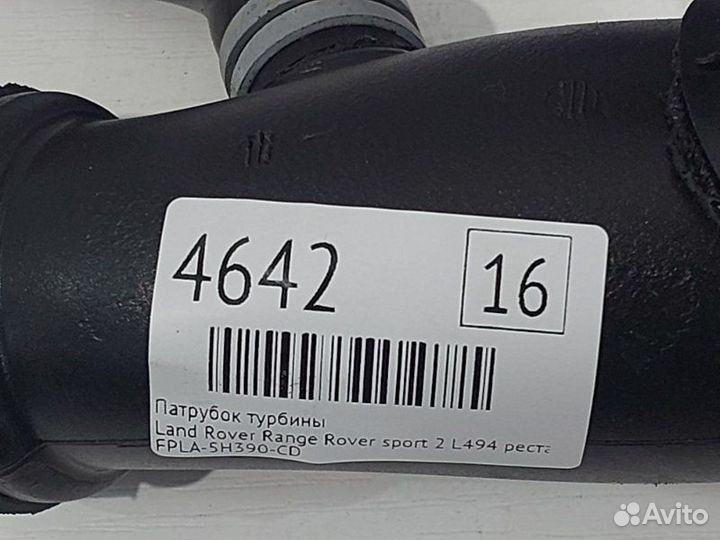 4642
16
Патрубок турбины
Land Rover Range Rover sport 2 L494 реста
FPLA-5H390-CD
Avito